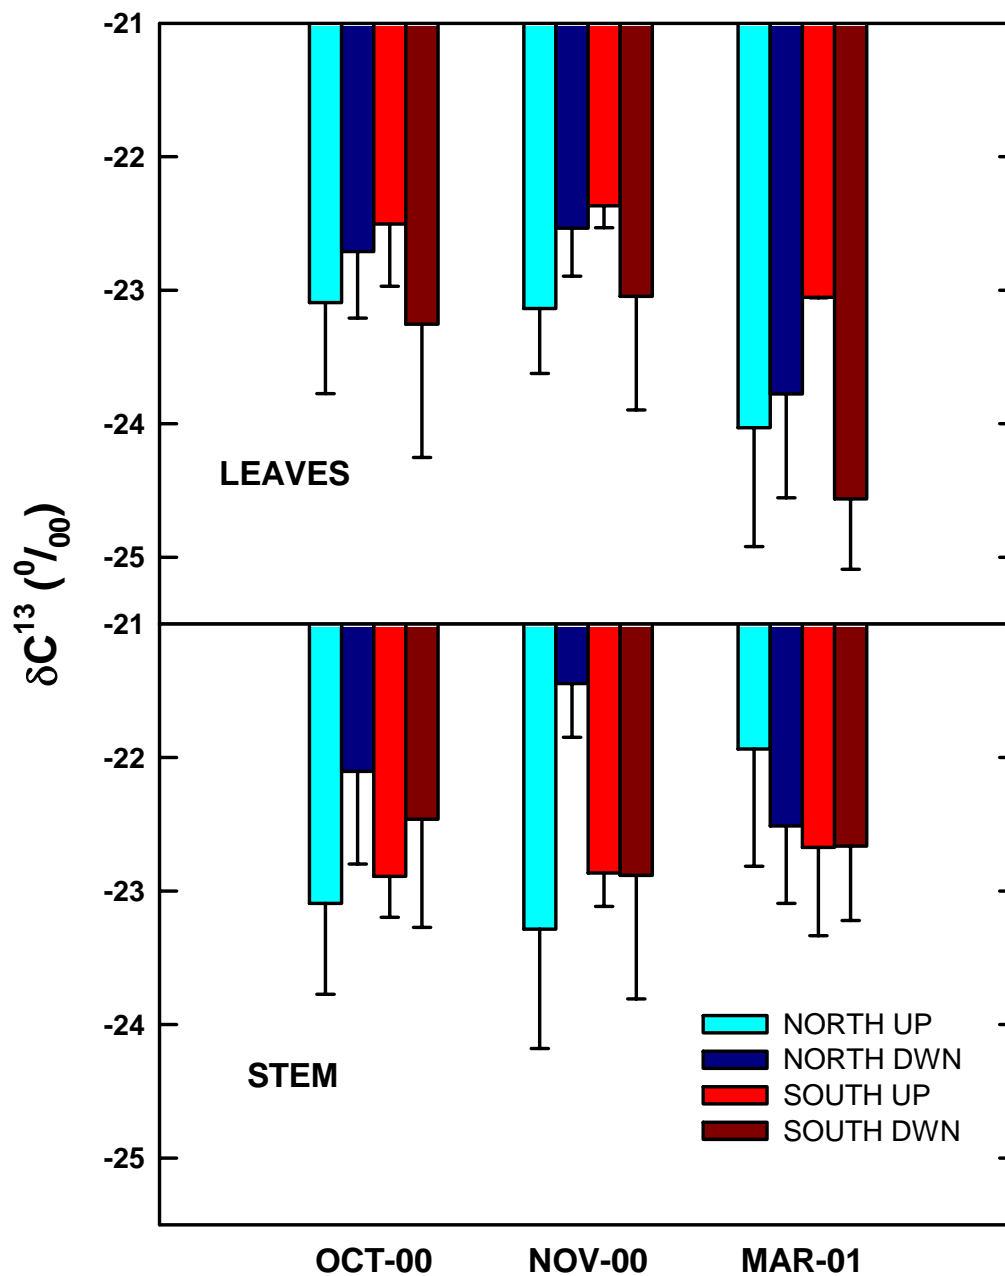 -21
-22
-23
-24
LEAVES
-25
δC¹³ (⁰/₀₀)
-21
-22
-23
-24
NORTH UP
NORTH DWN
STEM
SOUTH UP
SOUTH DWN
-25
OCT-00 NOV-00 MAR-01